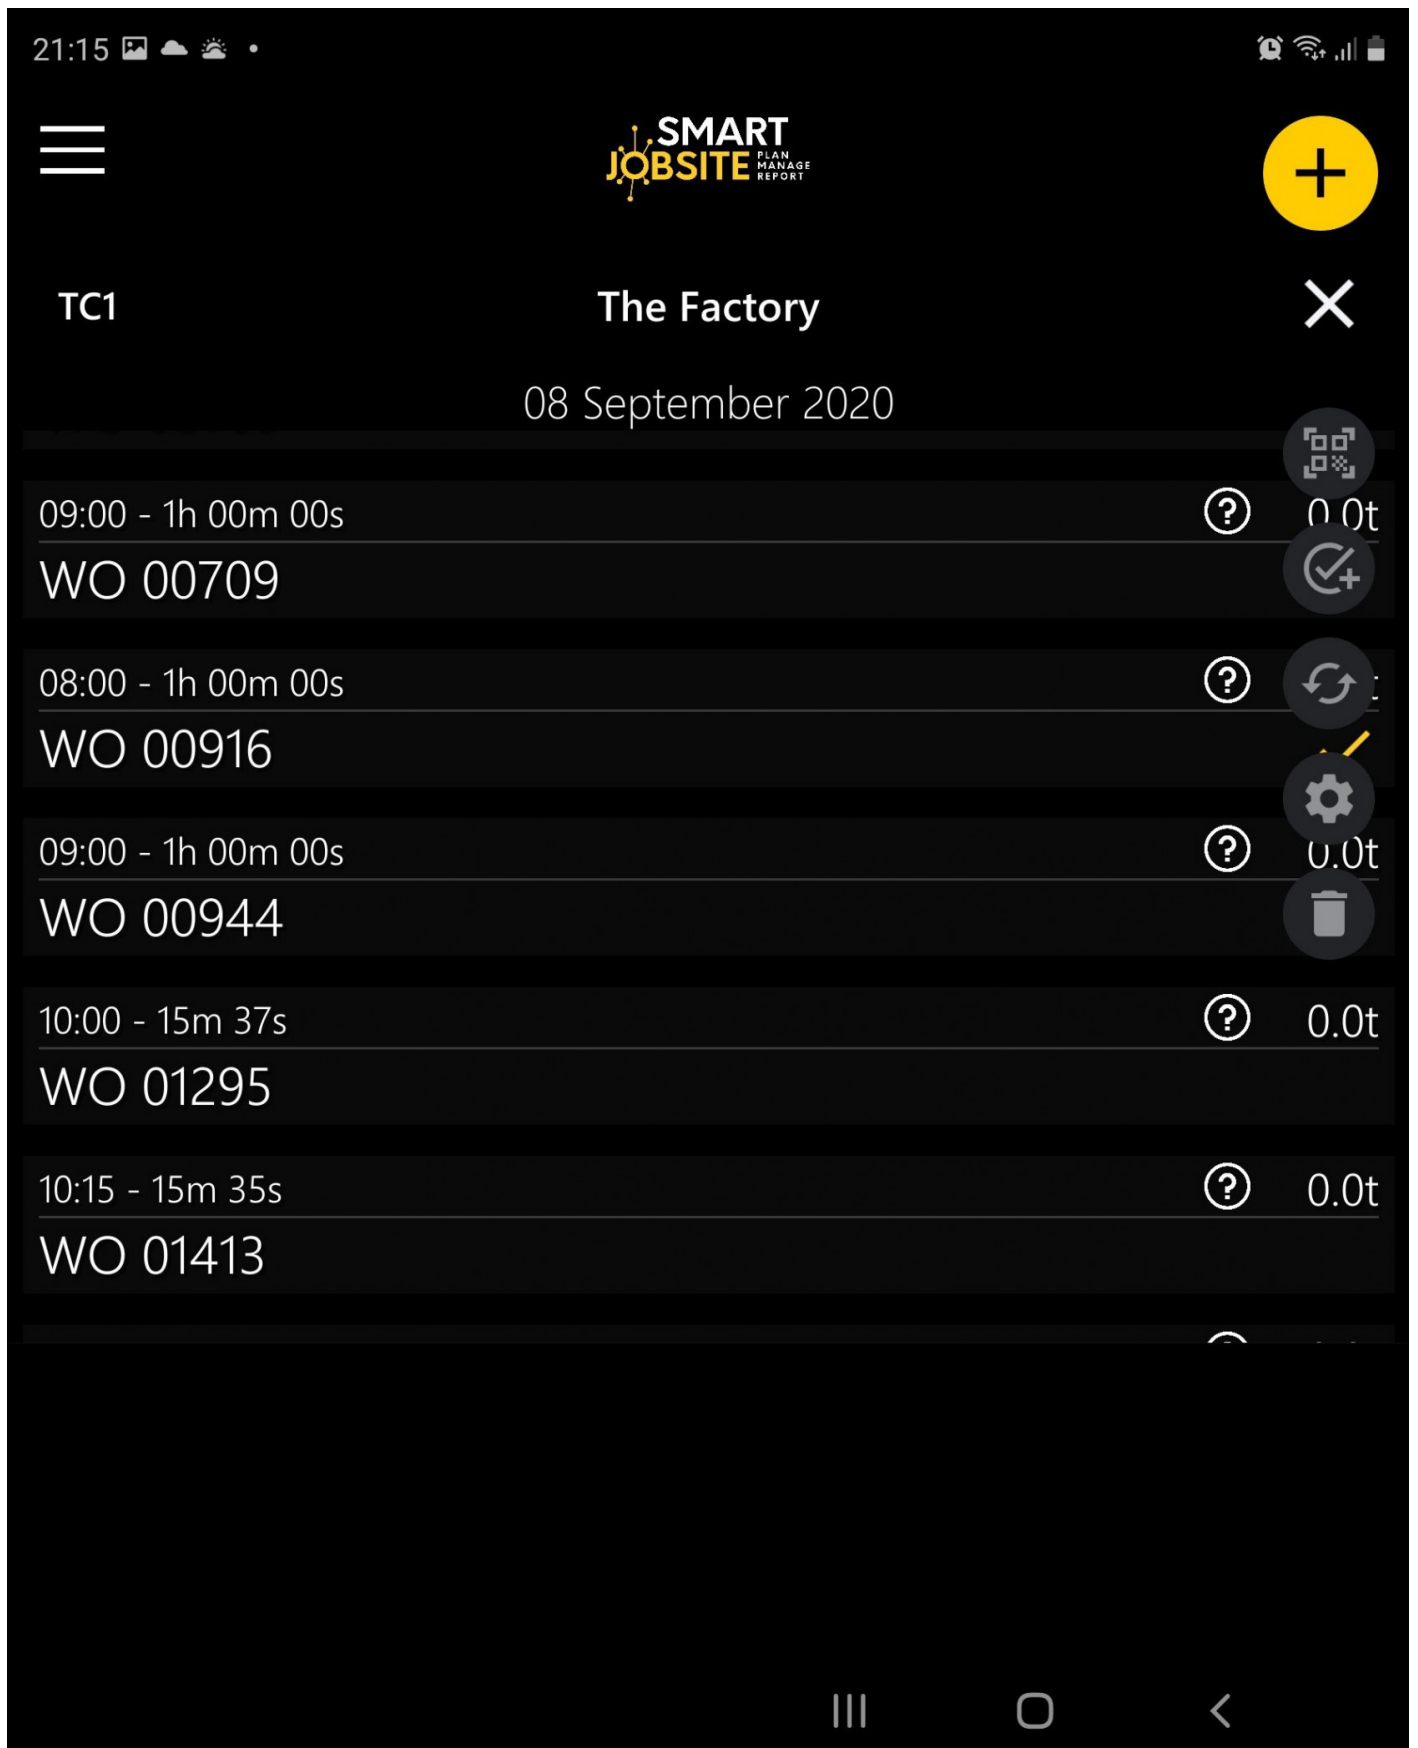 21:15
SMART
JOBSITE
PLAN
MANAGE
REPORT
TC1
The Factory
08 September 2020
09:00 - 1h 00m 00s
0.0t
WO 00709
08:00 - 1h 00m 00s
WO 00916
09:00 - 1h 00m 00s
0.0t
WO 00944
10:00 - 15m 37s
0.0t
WO 01295
10:15 - 15m 35s
0.0t
WO 01413